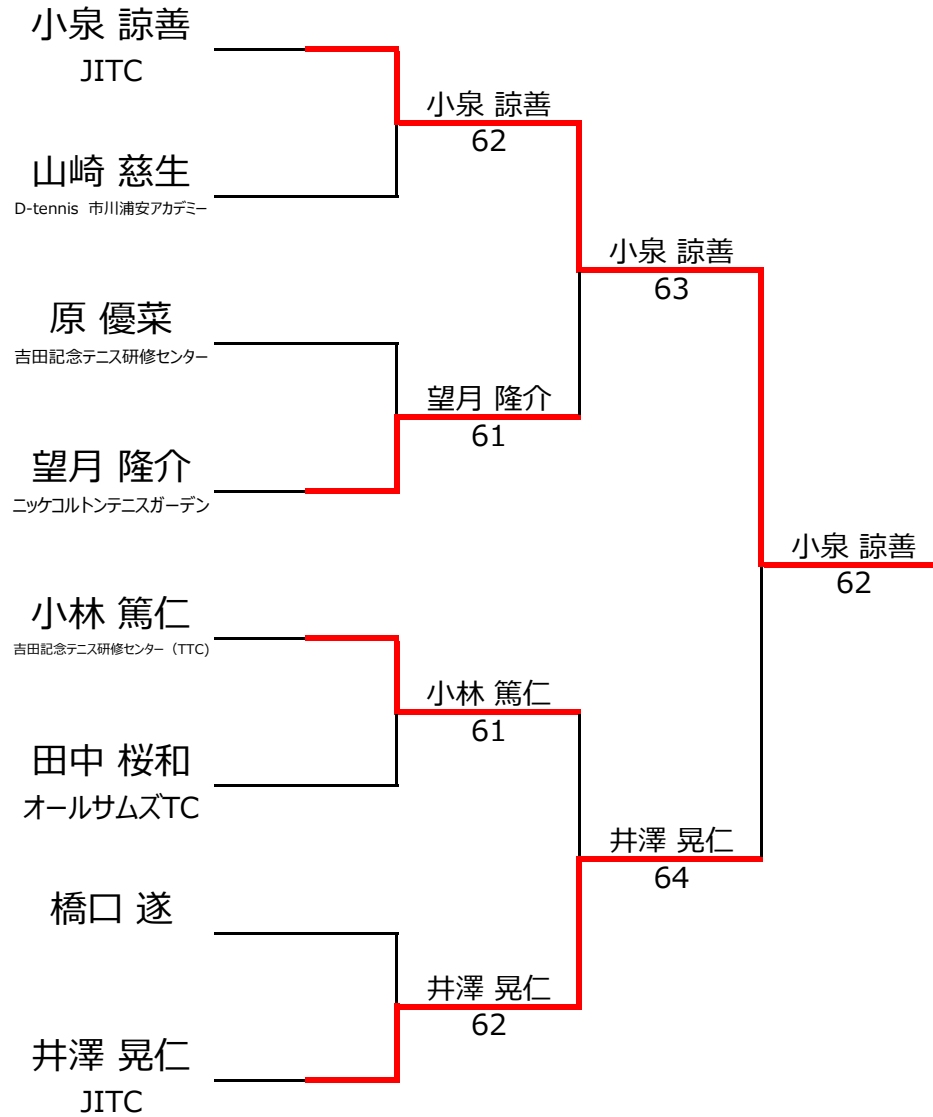 小泉 諒善
JITC
山崎 慈生
D-tennis 市川浦安アカデミー
原 優菜
吉田記念テニス研修センター
望月 隆介
ニッケコルトンテニスガーデン
小林 篤仁
吉田記念テニス研修センター（TTC)
田中 桜和
オールサムズTC
橋口 遂
井澤 晃仁
JITC
小泉 諒善
62
望月 隆介
61
小林 篤仁
61
井澤 晃仁
62
小泉 諒善
63
井澤 晃仁
64
小泉 諒善
62